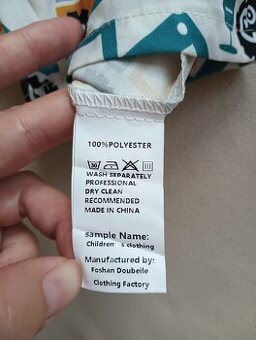 100%POLYESTER
30
WASH SEPARATELY
PROFESSIONAL
DRY CLEAN
RECOMMENDED
MADE IN CHINA
sample Name:
Children s clothing
Manufactured by:
Foshan Doubeile
Clothing Factory